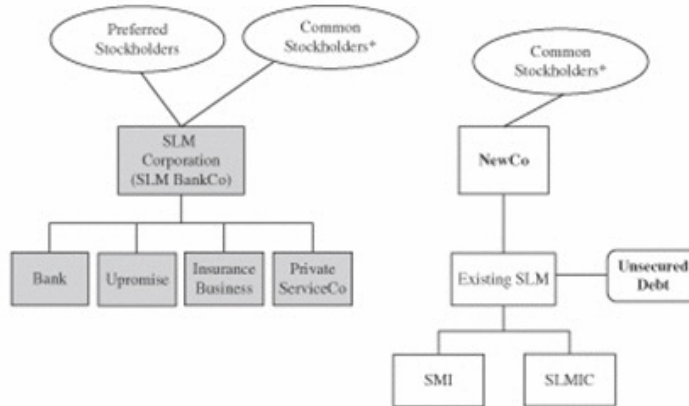 Preferred
Stockholders
Common
Stockholders*
SLM
Corporation
(SLM BankCo)
Bank
Upromise
Insurance
Business
Private
ServiceCo
Common
Stockholders*
NewCo
Existing SLM
Unsecured
Debt
SMI
SLMIC